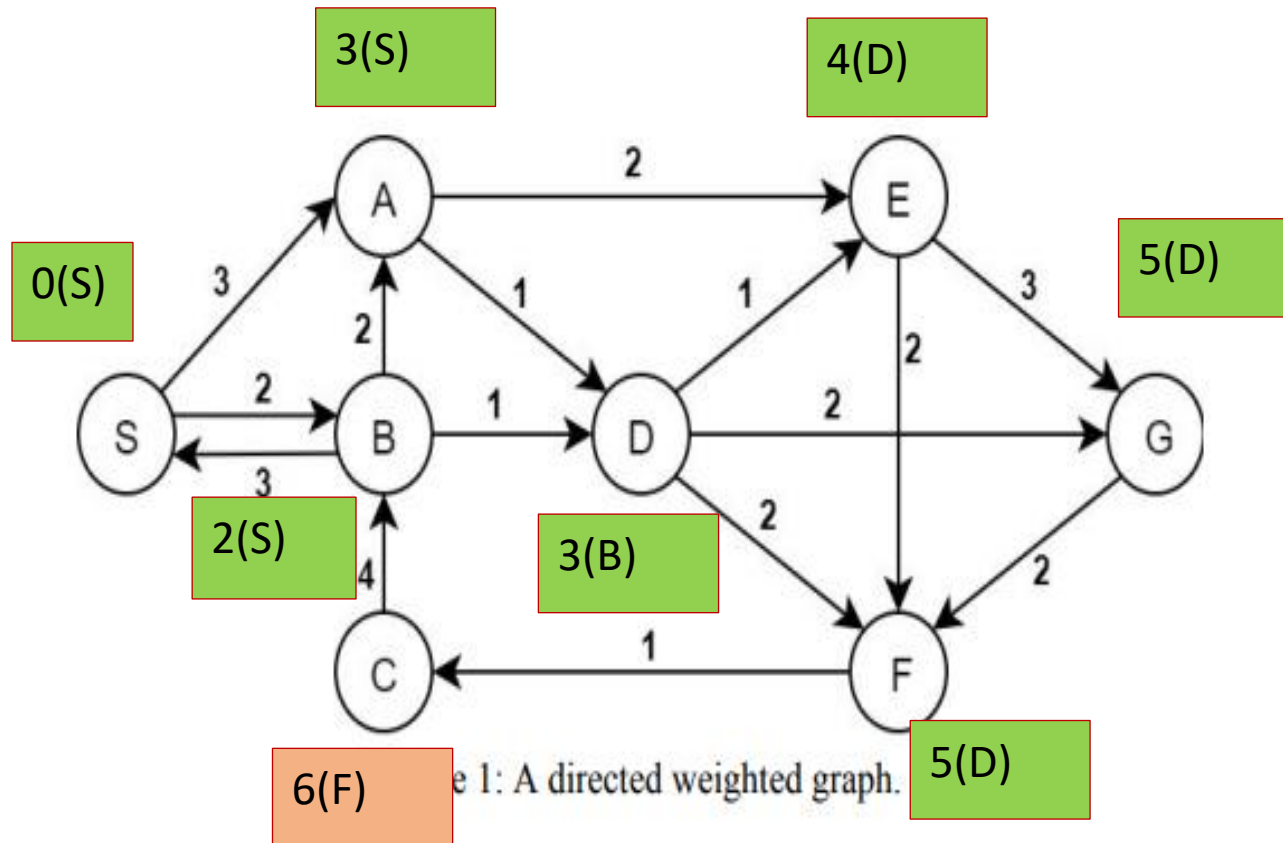 3(S)
4(D)
A
2
E
0(S)
5(D)
3
1
1
3
2
2
S
2
B
1
D
2
G
3
2(S)
4
3(B)
2
2
C
1
F
6(F)
e 1: A directed weighted graph.
5(D)